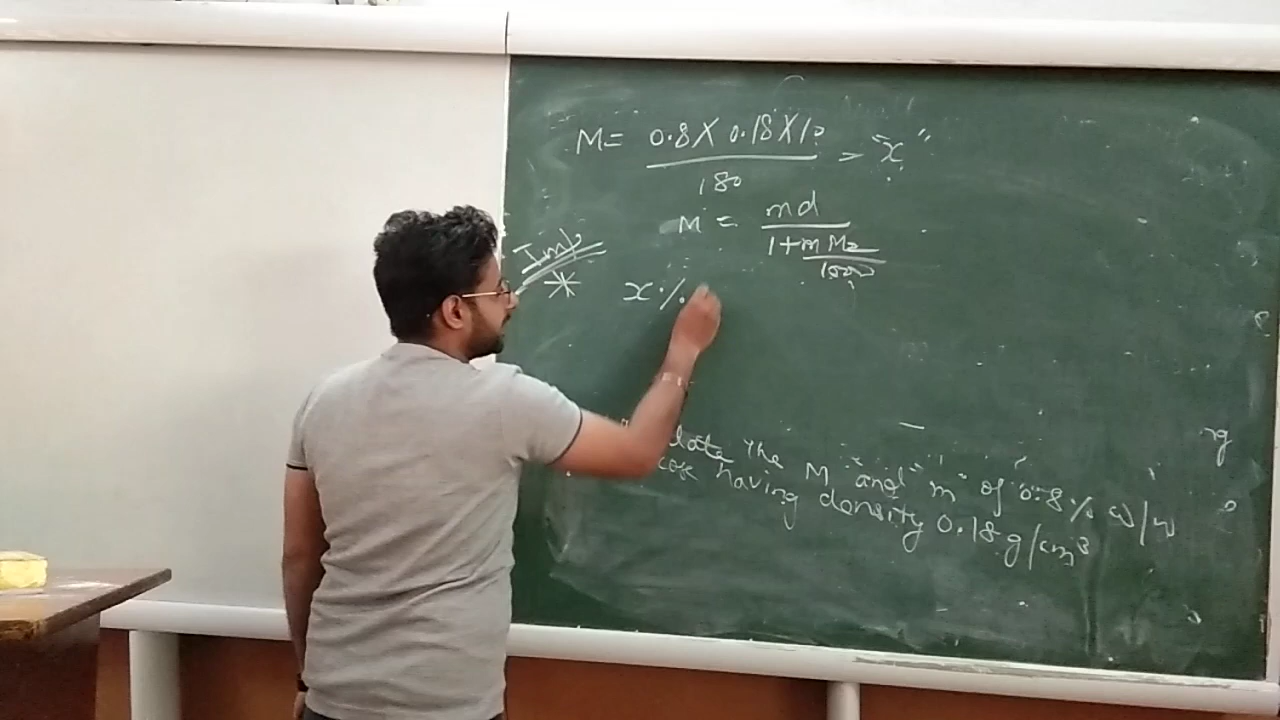 M = 0.8 X 0.18 X 10 / 180 = "x"
M = md / 1 + m M2 / 1000
Imp
*
x %
The M and "m" of 0.8 % w/w
having density 0.18 g/cm3